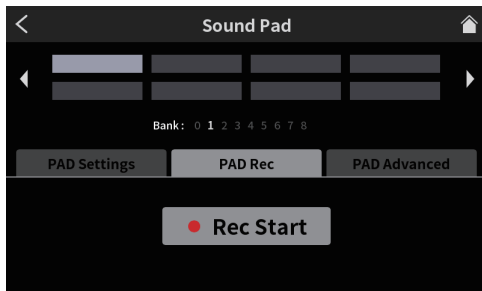 Sound Pad
Bank: 0 1 2 3 4 5 6 7 8
PAD Settings PAD Rec PAD Advanced
Rec Start